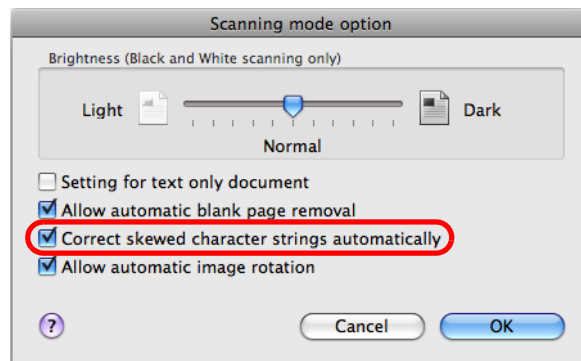 Scanning mode option
Brightness (Black and White scanning only)
Light Dark
Normal
Setting for text only document
Allow automatic blank page removal
Correct skewed character strings automatically
Allow automatic image rotation
? Cancel OK